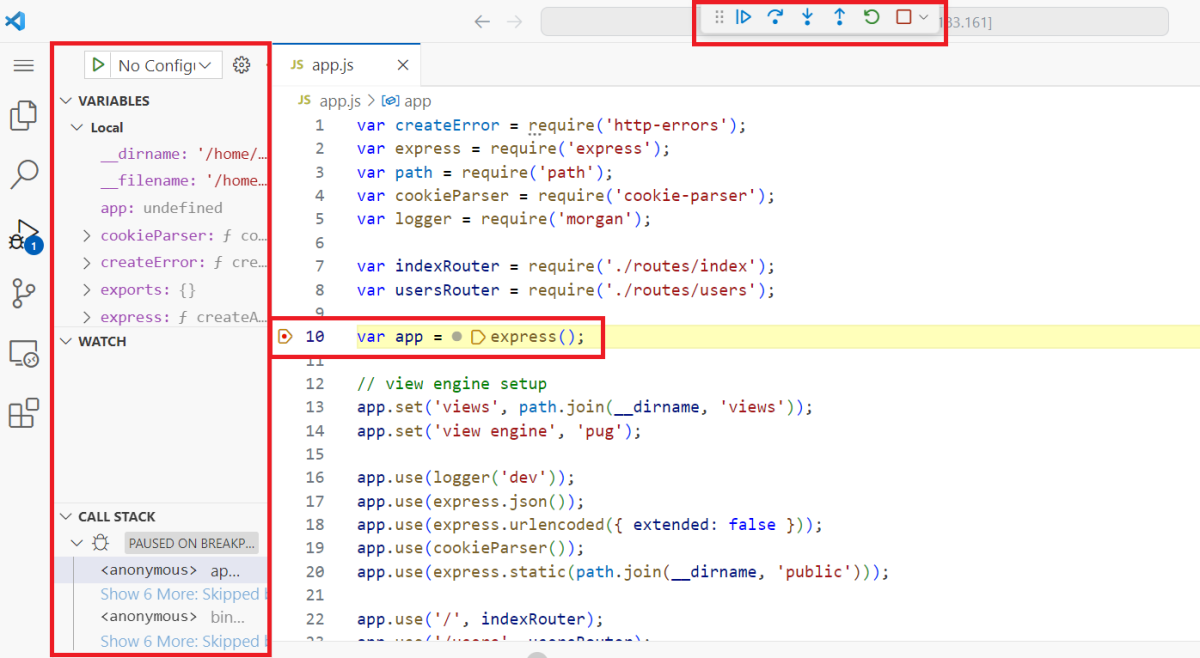 133.161]
No Config
JS app.js
VARIABLES
Local
__dirname: '/home/...
__filename: '/home...
app: undefined
cookieParser: ƒ co...
createError: ƒ cre...
exports: {}
express: ƒ createA...
WATCH
CALL STACK
PAUSED ON BREAKP...
<anonymous> ap...
Show 6 More: Skipped
<anonymous> bin...
Show 6 More: Skipped
1
JS app.js > app
1 var createError = require('http-errors');
2 var express = require('express');
3 var path = require('path');
4 var cookieParser = require('cookie-parser');
5 var logger = require('morgan');
6
7 var indexRouter = require('./routes/index');
8 var usersRouter = require('./routes/users');
9
10 var app = express();
11
12 // view engine setup
13 app.set('views', path.join(__dirname, 'views'));
14 app.set('view engine', 'pug');
15
16 app.use(logger('dev'));
17 app.use(express.json());
18 app.use(express.urlencoded({ extended: false }));
19 app.use(cookieParser());
20 app.use(express.static(path.join(__dirname, 'public')));
21
22 app.use('/', indexRouter);
23 app.use('/users', usersRouter);